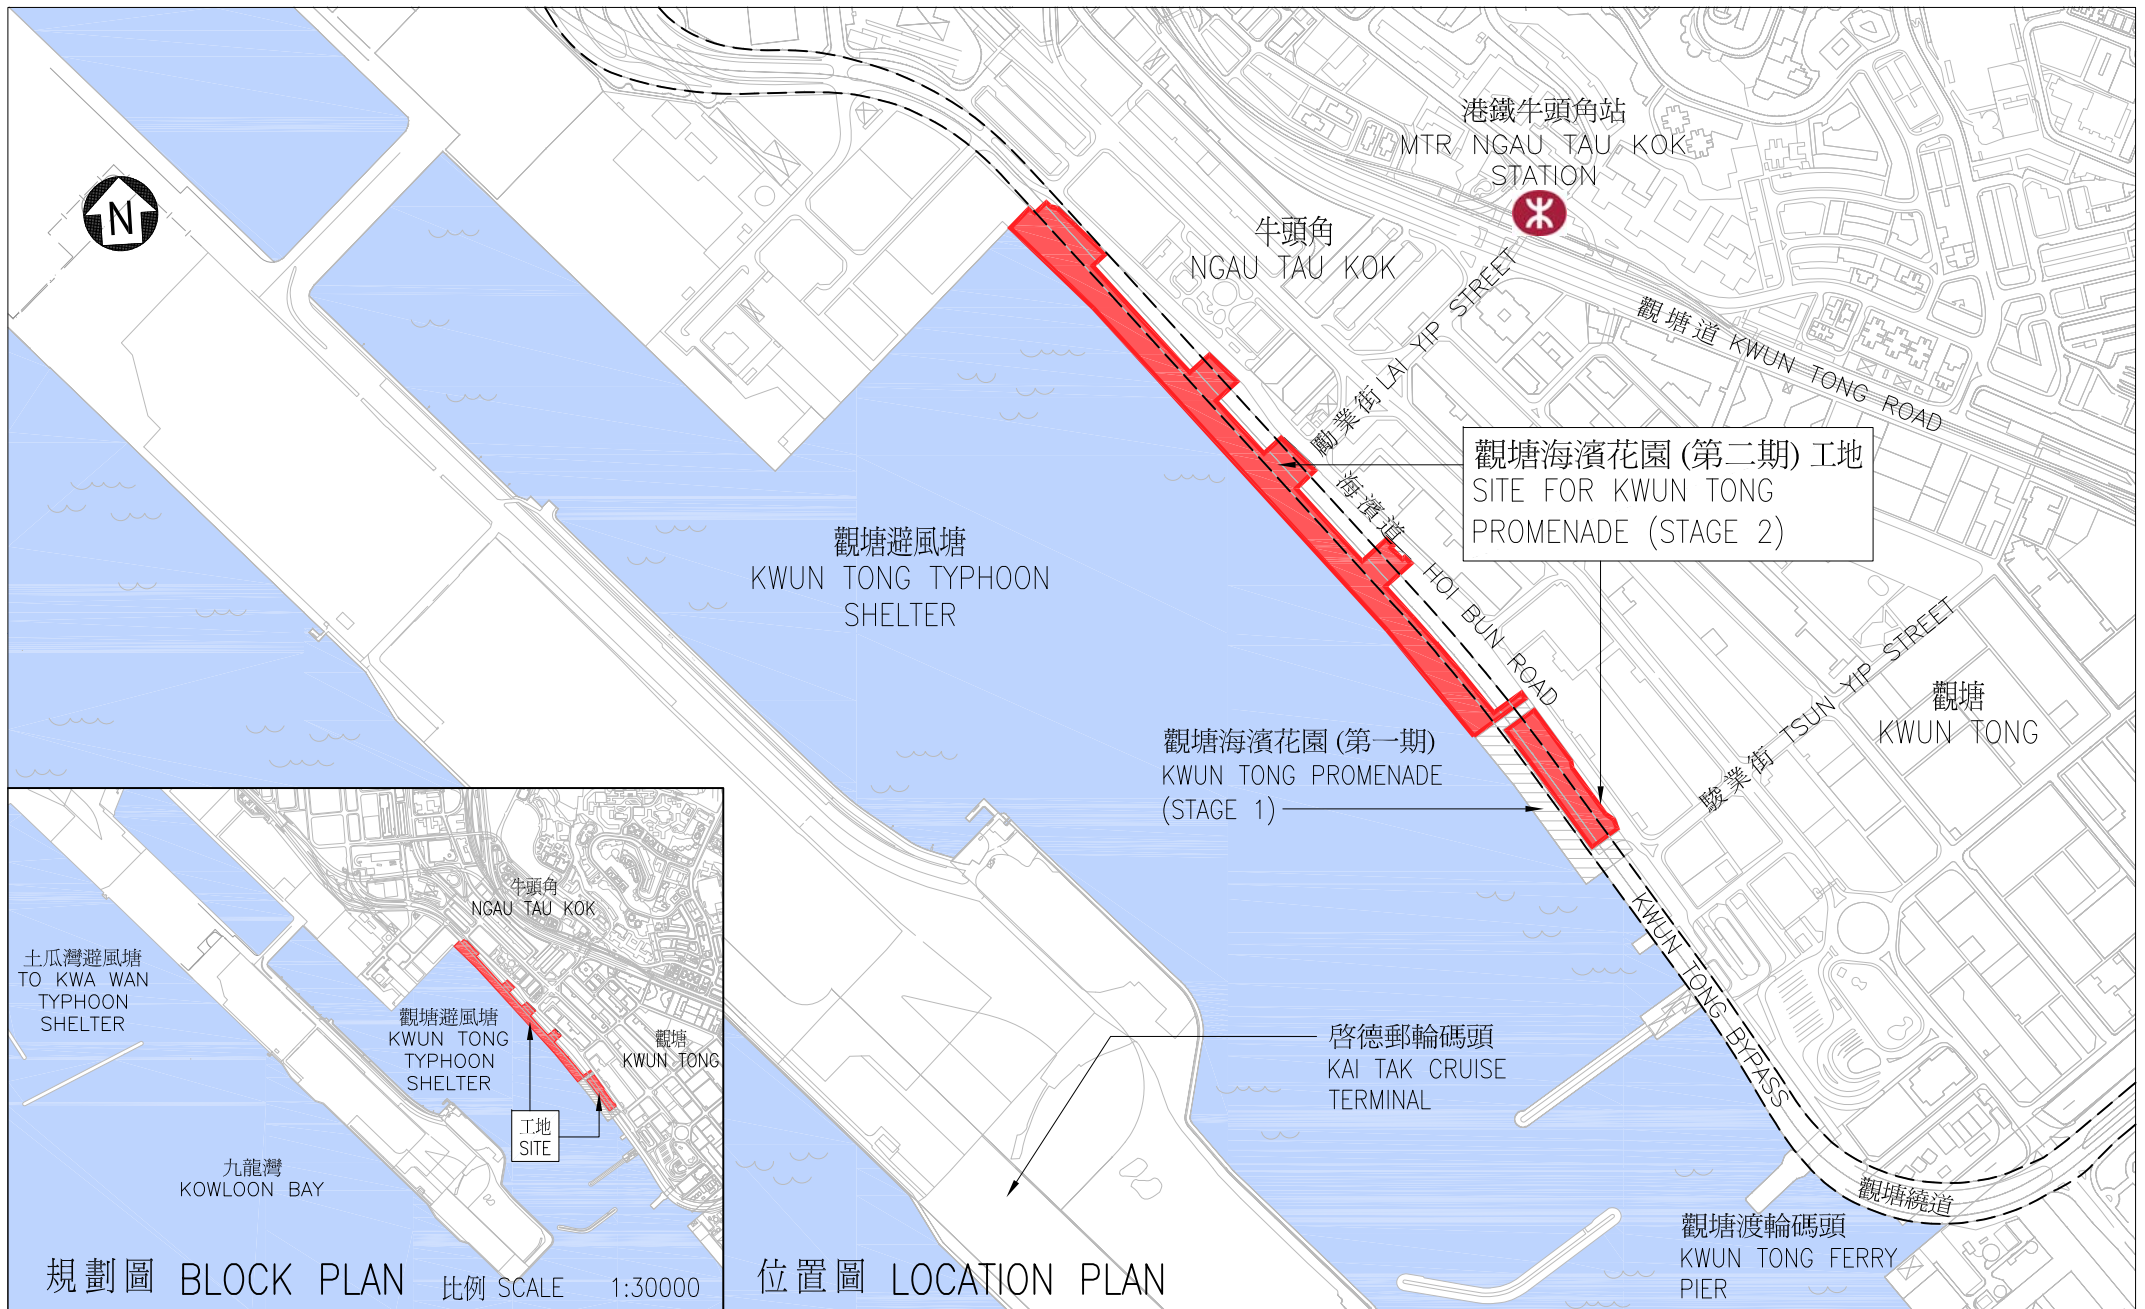 港鐵牛頭角站
MTR NGAU TAU KOK
STATION
N
牛頭角
NGAU TAU KOK
勵業街 LAI YIP STREET
觀塘道 KWUN TONG ROAD
觀塘海濱花園 (第二期) 工地
SITE FOR KWUN TONG
PROMENADE (STAGE 2)
海濱道 HOI BUN ROAD
觀塘避風塘
KWUN TONG TYPHOON
SHELTER
駿業街 TSUN YIP STREET
觀塘
KWUN TONG
觀塘海濱花園 (第一期)
KWUN TONG PROMENADE
(STAGE 1)
KWUN TONG BYPASS
觀塘繞道
啓德郵輪碼頭
KAI TAK CRUISE
TERMINAL
觀塘渡輪碼頭
KWUN TONG FERRY
PIER
牛頭角
NGAU TAU KOK
土瓜灣避風塘
TO KWA WAN
TYPHOON
SHELTER
觀塘避風塘
KWUN TONG
TYPHOON
SHELTER
觀塘
KWUN TONG
工地
SITE
九龍灣
KOWLOON BAY
規劃圖 BLOCK PLAN 比例 SCALE 1:30000
位置圖 LOCATION PLAN